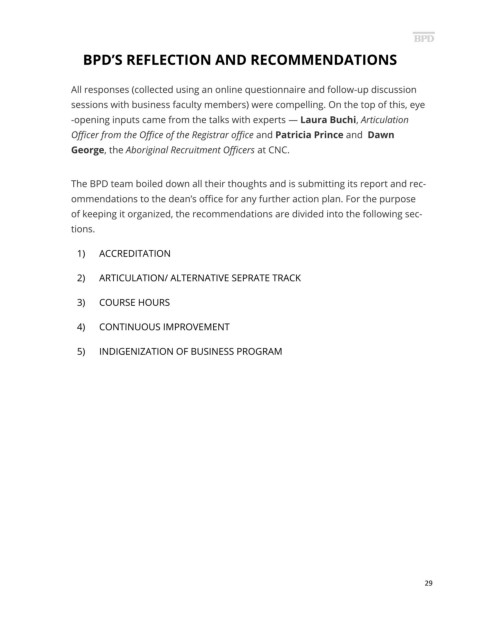 BPD
BPD'S REFLECTION AND RECOMMENDATIONS
All responses (collected using an online questionnaire and follow-up discussion
sessions with business faculty members) were compelling. On the top of this, eye
-opening inputs came from the talks with experts — Laura Buchi, Articulation
Officer from the Office of the Registrar office and Patricia Prince and Dawn
George, the Aboriginal Recruitment Officers at CNC.
The BPD team boiled down all their thoughts and is submitting its report and rec-
ommendations to the dean's office for any further action plan. For the purpose
of keeping it organized, the recommendations are divided into the following sec-
tions.
1) ACCREDITATION
2) ARTICULATION/ ALTERNATIVE SEPRATE TRACK
3) COURSE HOURS
4) CONTINUOUS IMPROVEMENT
5) INDIGENIZATION OF BUSINESS PROGRAM
29